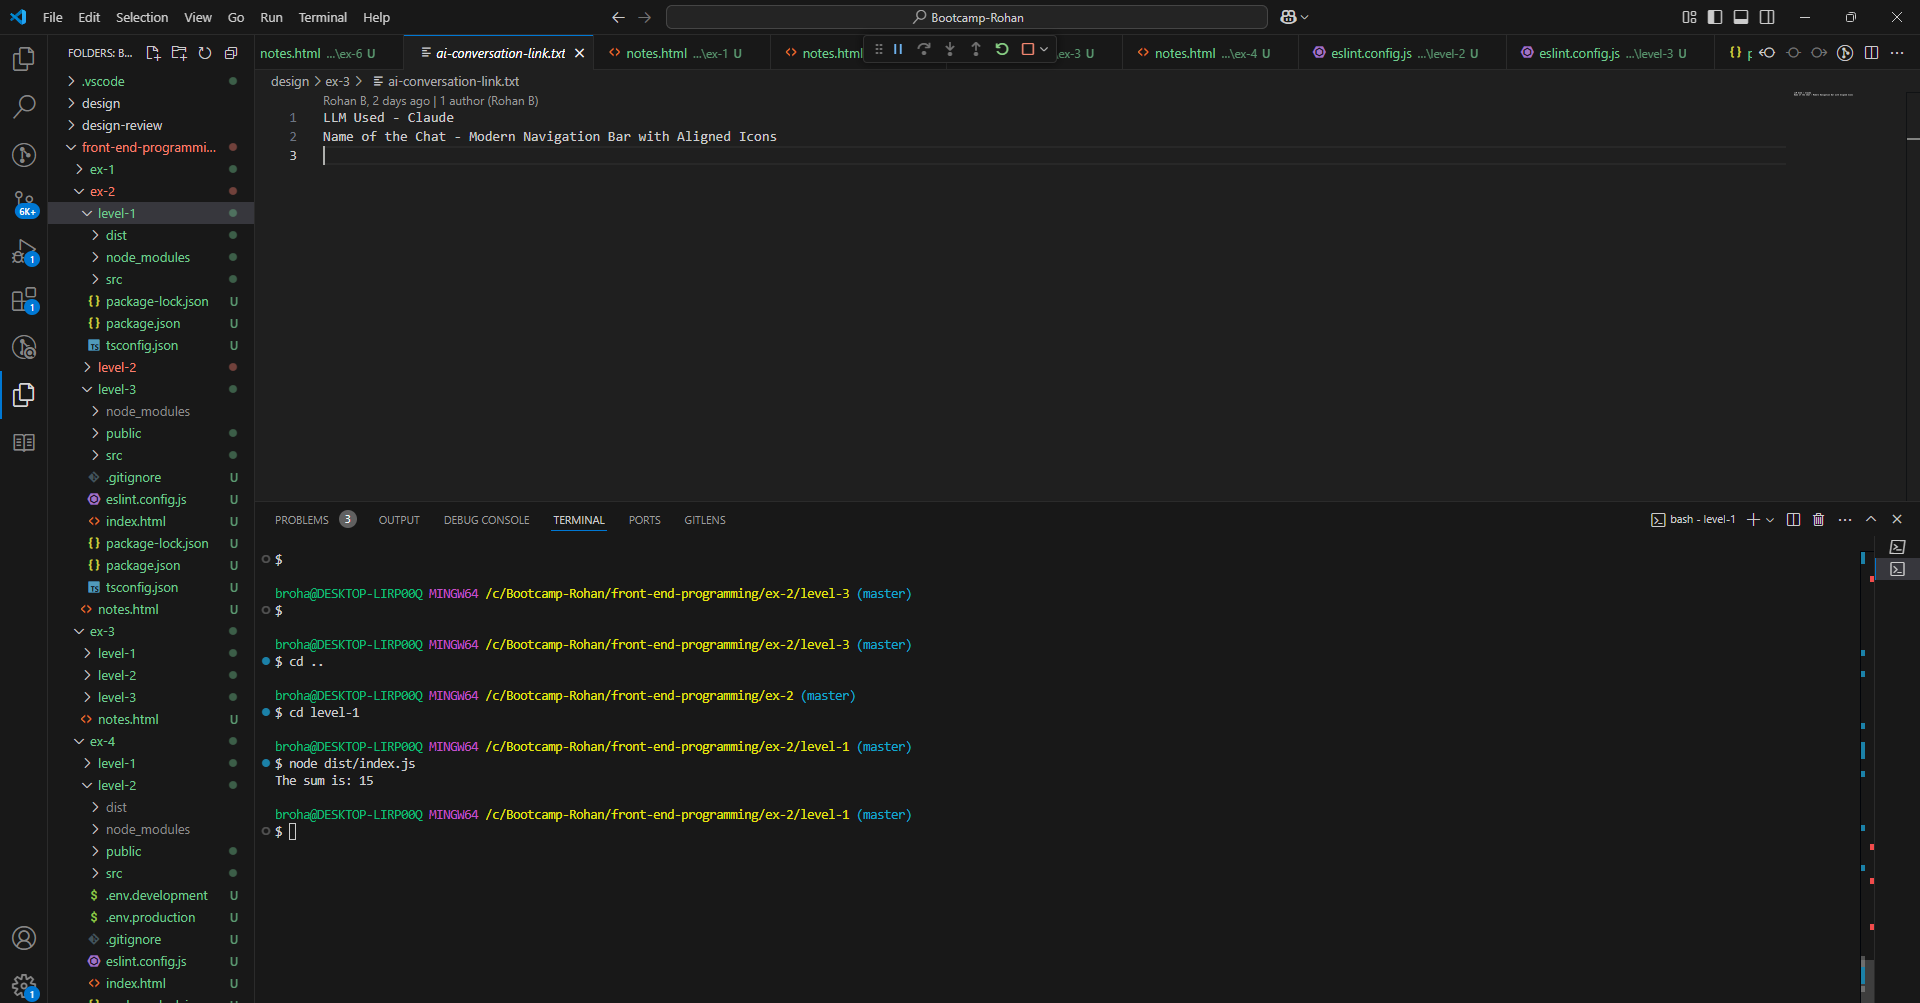 File Edit Selection View Go Run Terminal Help
Bootcamp-Rohan
FOLDERS: B...
notes.html ...\ex-6 U
ai-conversation-link.txt
notes.html ...\ex-1 U
notes.html
...\ex-3 U
notes.html ...\ex-4 U
eslint.config.js ...\level-2 U
eslint.config.js ...\level-3 U
design > ex-3 > ai-conversation-link.txt
Rohan B, 2 days ago | 1 author (Rohan B)
1 LLM Used - Claude
2 Name of the Chat - Modern Navigation Bar with Aligned Icons
3
6K+
1
1
1
.vscode
design
design-review
front-end-programmi...
ex-1
ex-2
level-1
dist
node_modules
src
package-lock.json U
package.json U
tsconfig.json U
level-2
level-3
node_modules
public
src
.gitignore U
eslint.config.js U
index.html U
package-lock.json U
package.json U
tsconfig.json U
notes.html U
ex-3
level-1
level-2
level-3
notes.html U
ex-4
level-1
level-2
dist
node_modules
public
src
.env.development U
.env.production U
.gitignore U
eslint.config.js U
index.html U
PROBLEMS 3 OUTPUT DEBUG CONSOLE TERMINAL PORTS GITLENS
bash - level-1
$
broha@DESKTOP-LIRP00Q MINGW64 /c/Bootcamp-Rohan/front-end-programming/ex-2/level-3 (master)
$
broha@DESKTOP-LIRP00Q MINGW64 /c/Bootcamp-Rohan/front-end-programming/ex-2/level-3 (master)
$ cd ..
broha@DESKTOP-LIRP00Q MINGW64 /c/Bootcamp-Rohan/front-end-programming/ex-2 (master)
$ cd level-1
broha@DESKTOP-LIRP00Q MINGW64 /c/Bootcamp-Rohan/front-end-programming/ex-2/level-1 (master)
$ node dist/index.js
The sum is: 15
broha@DESKTOP-LIRP00Q MINGW64 /c/Bootcamp-Rohan/front-end-programming/ex-2/level-1 (master)
$